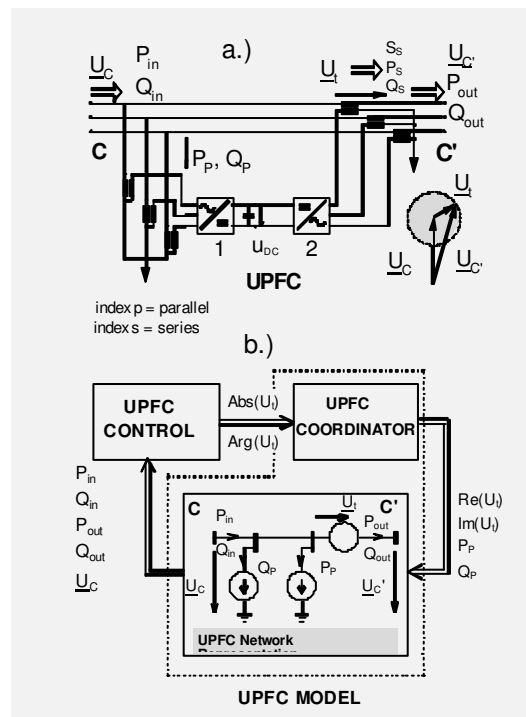 a.)
U_C
P_in
Q_in
U_t
S_S
P_S
Q_S
U_C'
P_out
Q_out
C
C'
P_P, Q_P
1
u_DC
2
UPFC
U_t
U_C
U_C'
index p = parallel
index s = series
b.)
UPFC
CONTROL
Abs(U_t)
Arg(U_t)
UPFC
COORDINATOR
P_in
Q_in
P_out
Q_out
U_C
C
C'
P_in
Q_in
U_t
P_out
Q_out
Q_P
P_P
U_C
U_C'
Re(U_t)
Im(U_t)
P_P
Q_P
UPFC Network
Representation
UPFC MODEL